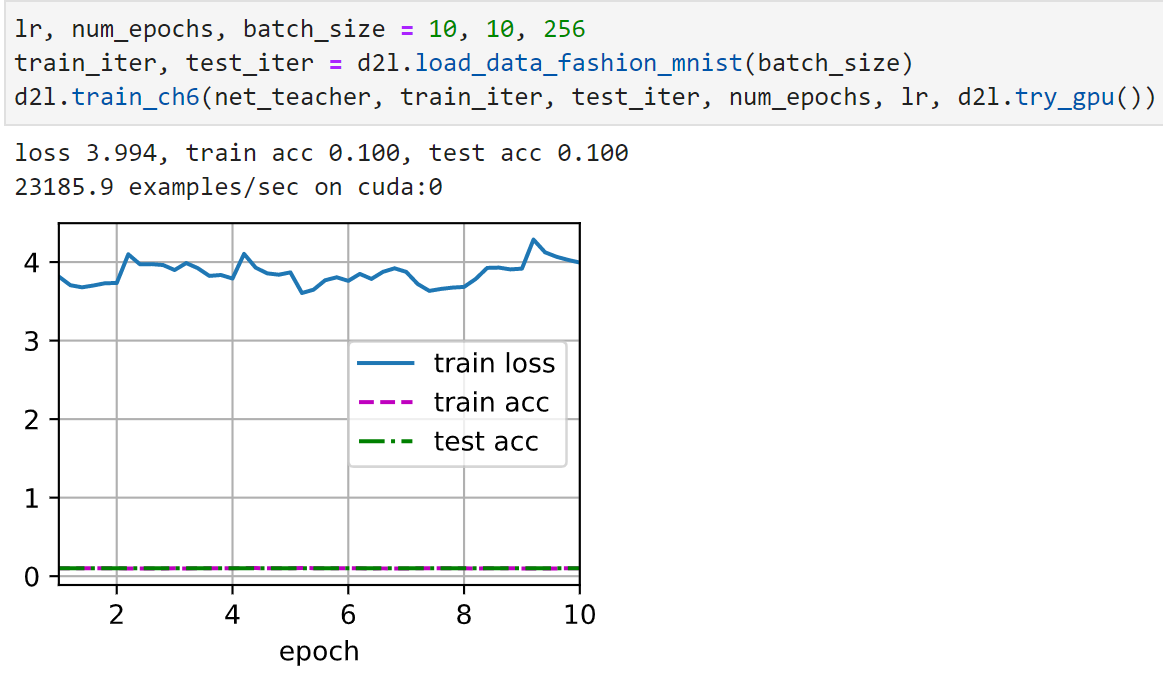 lr, num_epochs, batch_size = 10, 10, 256
train_iter, test_iter = d2l.load_data_fashion_mnist(batch_size)
d2l.train_ch6(net_teacher, train_iter, test_iter, num_epochs, lr, d2l.try_gpu())
loss 3.994, train acc 0.100, test acc 0.100
23185.9 examples/sec on cuda:0
4
3
train loss
train acc
2
test acc
1
0
2 4 6 8 10
epoch